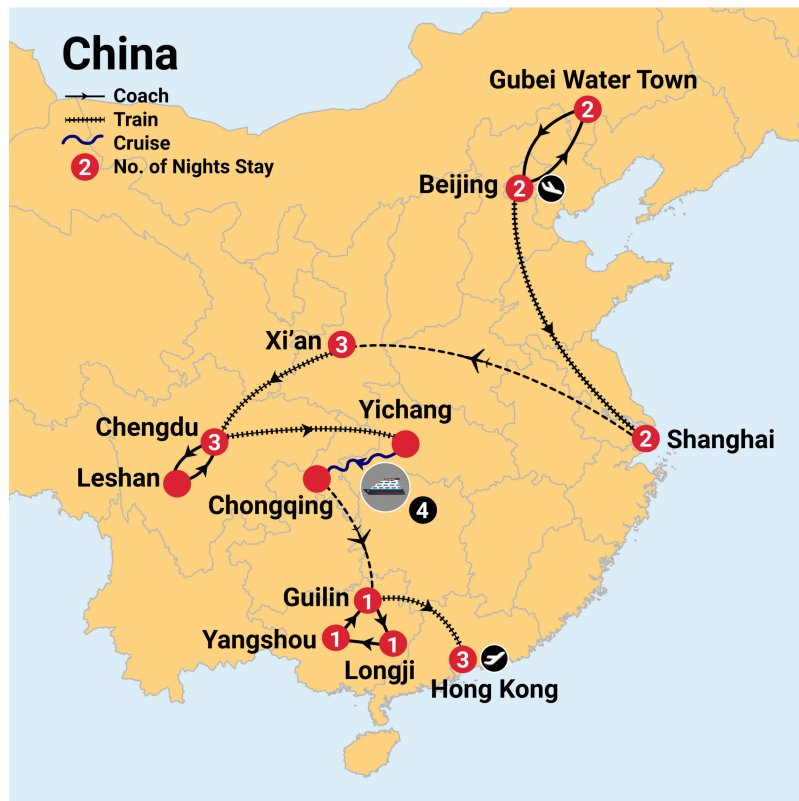 China
Coach
Train
Cruise
2 No. of Nights Stay
Gubei Water Town
2
Beijing 2
Xi'an 3
Yichang
Chengdu 3
2 Shanghai
Leshan
Chongqing
4
Guilin 1
Yangshou 1
1
Longji
3
Hong Kong